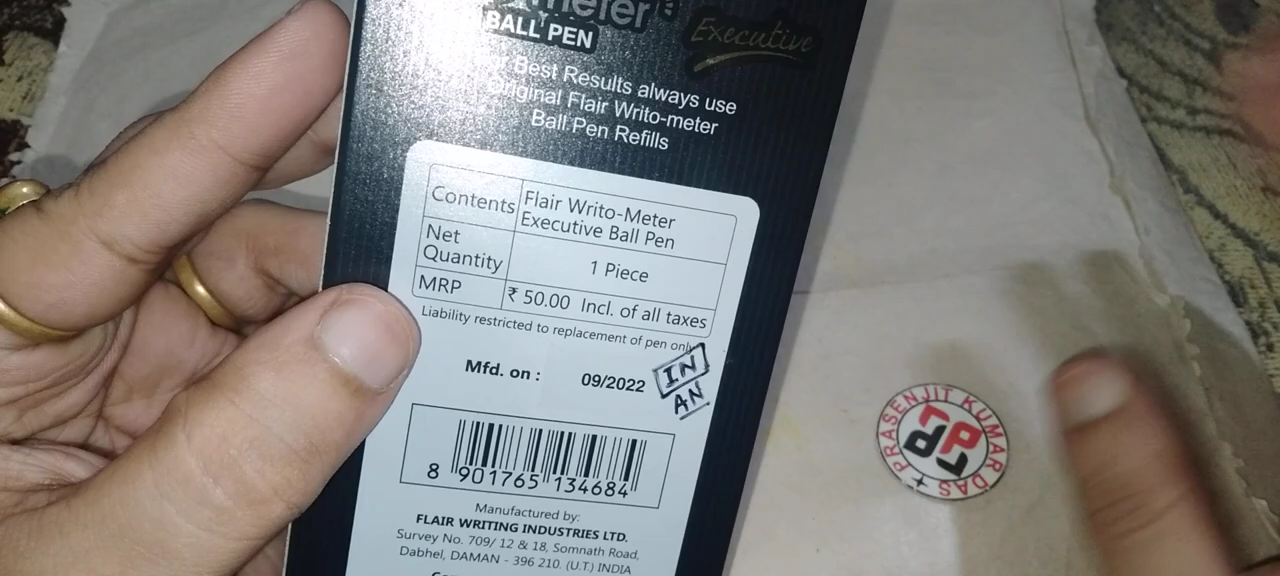 BALL PEN
Executive
Best Results always use
Original Flair Writo-meter
Ball Pen Refills
Contents Flair Writo-Meter
Executive Ball Pen
Net
Quantity 1 Piece
MRP ₹ 50.00 Incl. of all taxes
Liability restricted to replacement of pen only
Mfd. on : 09/2022
IN
AN
8 901765 134684
Manufactured by:
FLAIR WRITING INDUSTRIES LTD.
Survey No. 709/ 12 & 18, Somnath Road,
Dabhel, DAMAN - 396 210. (U.T.) INDIA
PRASENJIT KUMAR DAS